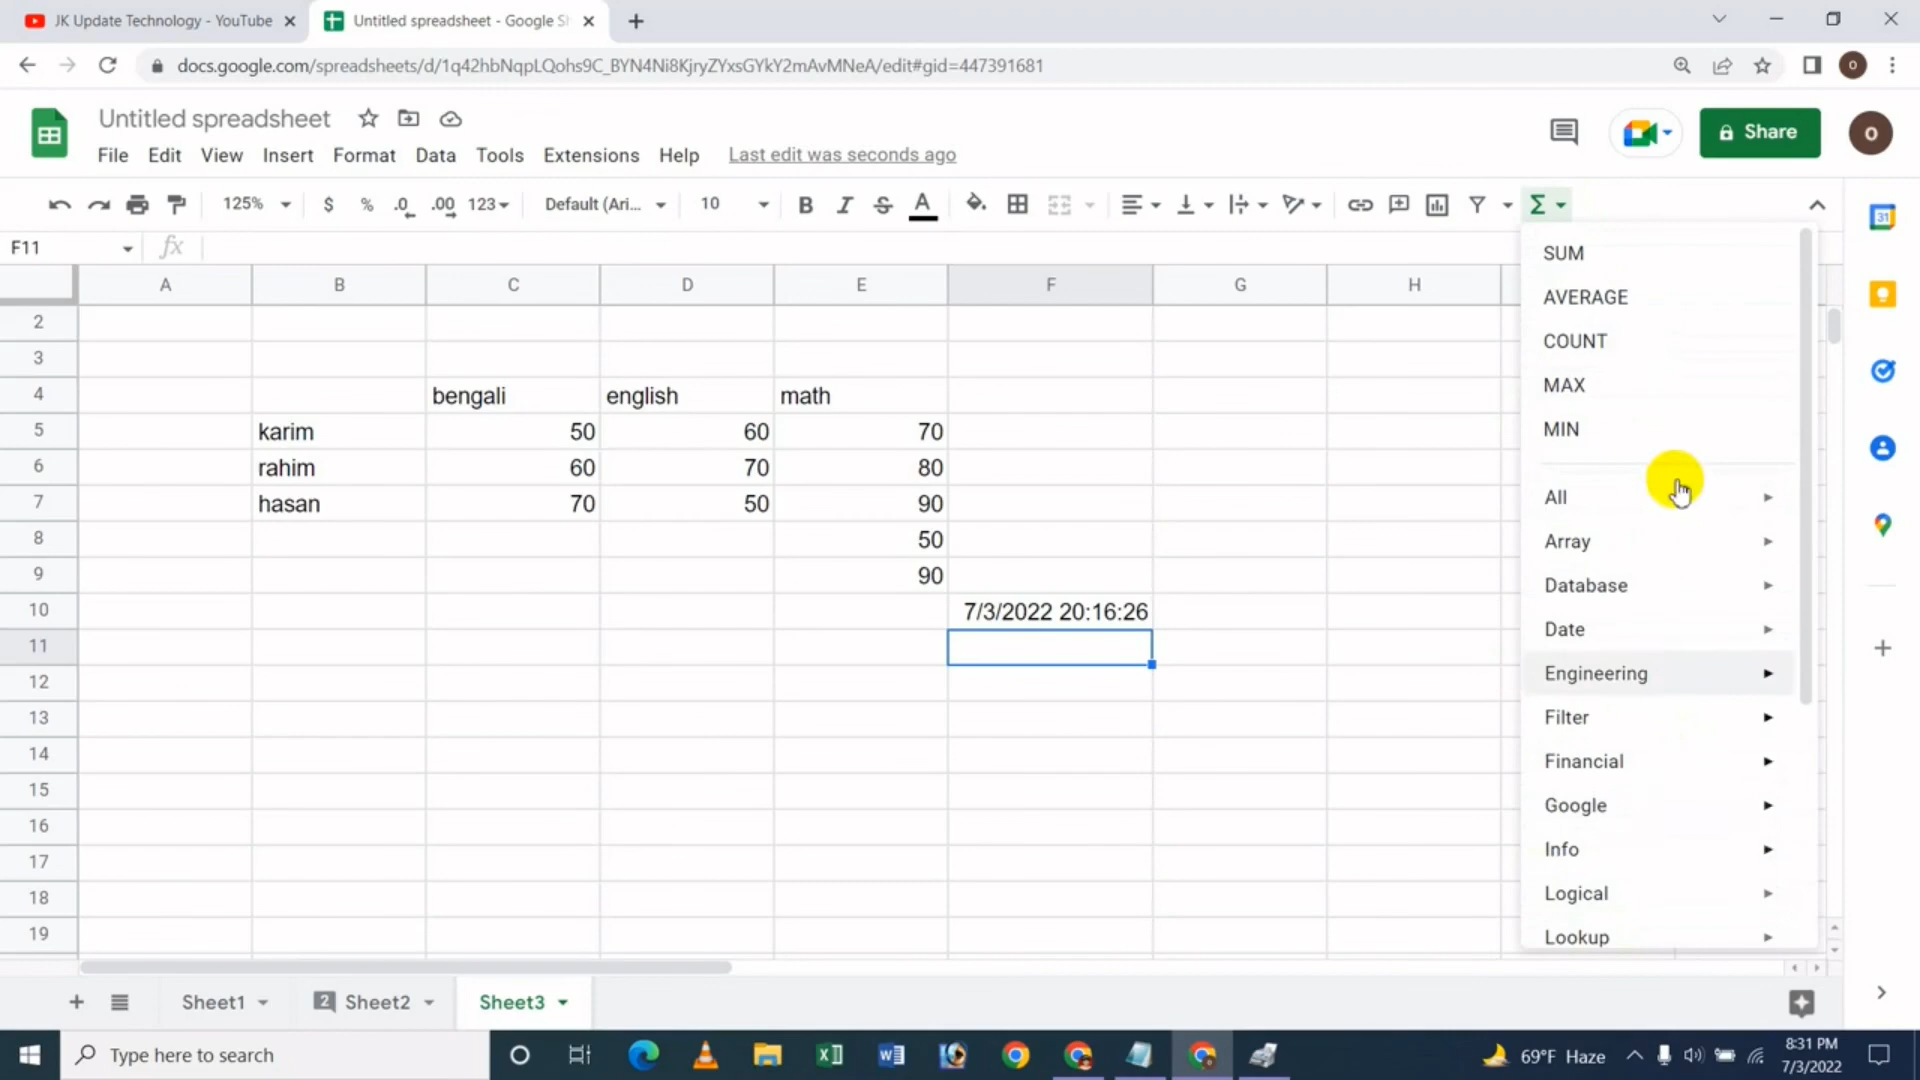 JK Update Technology - YouTube
Untitled spreadsheet - Google Sh
docs.google.com/spreadsheets/d/1q42hbNqpLQohs9C_BYN4Ni8KjryZYxsGYkY2mAvMNeA/edit#gid=447391681
O
Untitled spreadsheet
Share
O
File Edit View Insert Format Data Tools Extensions Help Last edit was seconds ago
125% $ % .0 .00 123 Default (Ari... 10 B I S A Σ
31
F11 fx
A B C D E F G H
2
3
4 bengali english math
5 karim 50 60 70
6 rahim 60 70 80
7 hasan 70 50 90
8 50
9 90
10 7/3/2022 20:16:26
11
12
13
14
15
16
17
18
19
SUM
AVERAGE
COUNT
MAX
MIN
All
Array
Database
Date
Engineering
Filter
Financial
Google
Info
Logical
Lookup
Sheet1 2 Sheet2 Sheet3
Type here to search
69°F Haze
8:31 PM
7/3/2022